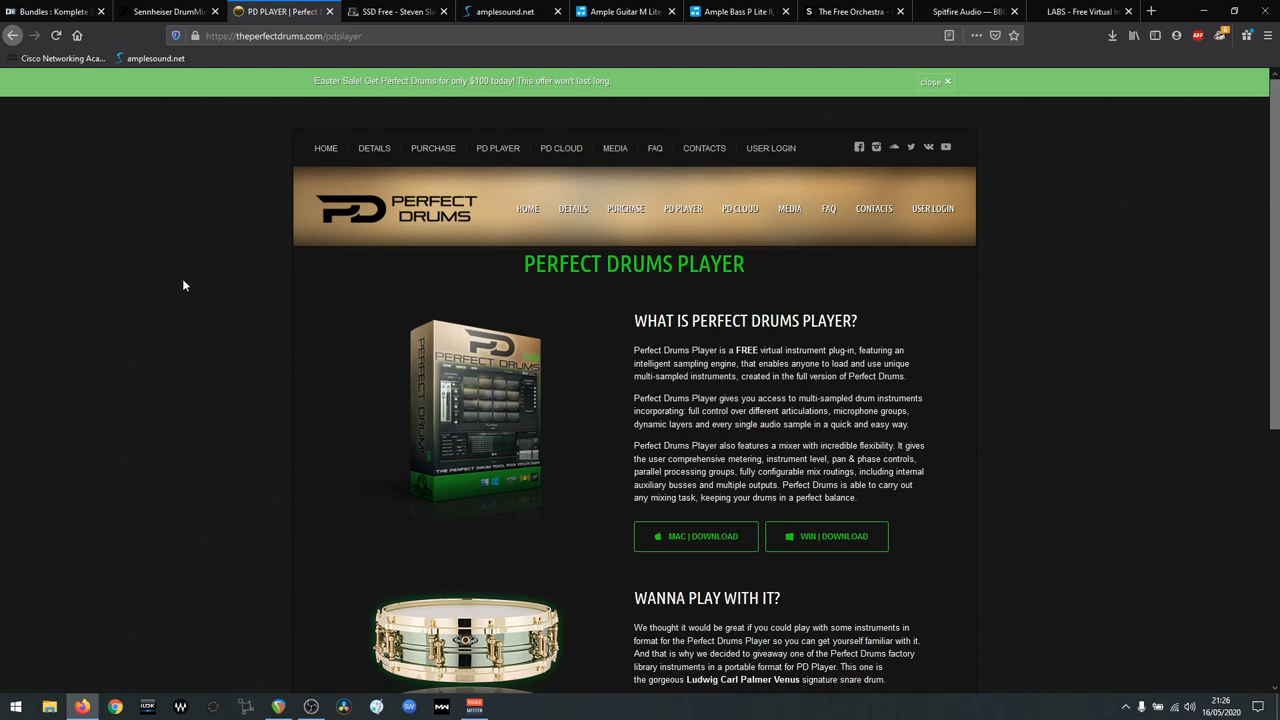 Bundles : Komplete S
Sennheiser DrumMic
PD PLAYER | Perfect
SSD Free - Steven Sla
amplesound.net
Ample Guitar M Lite
Ample Bass P Lite II,
The Free Orchestra -
Spitfire Audio — BBC
LABS - Free Virtual In
https://theperfectdrums.com/pdplayer
Cisco Networking Aca...
amplesound.net
Easter Sale! Get Perfect Drums for only $100 today! This offer won't last long.
close
HOME DETAILS PURCHASE PD PLAYER PD CLOUD MEDIA FAQ CONTACTS USER LOGIN
PD PERFECT DRUMS
HOME DETAILS PURCHASE PD PLAYER PD CLOUD MEDIA FAQ CONTACTS USER LOGIN
PERFECT DRUMS PLAYER
PD
PERFECT DRUMS
PERFECT DRUMS
THE PERFECT DRUM TOOL FOR YOUR DAW
WHAT IS PERFECT DRUMS PLAYER?
Perfect Drums Player is a FREE virtual instrument plug-in, featuring an
intelligent sampling engine, that enables anyone to load and use unique
multi-sampled instruments, created in the full version of Perfect Drums.
Perfect Drums Player gives you access to multi-sampled drum instruments
incorporating: full control over different articulations, microphone groups,
dynamic layers and every single audio sample in a quick and easy way.
Perfect Drums Player also features a mixer with incredible flexibility. It gives
the user comprehensive metering, instrument level, pan & phase controls,
parallel processing groups, fully configurable mix routings, including internal
auxiliary busses and multiple outputs. Perfect Drums is able to carry out
any mixing task, keeping your drums in a perfect balance.
MAC | DOWNLOAD
WIN | DOWNLOAD
WANNA PLAY WITH IT?
We thought it would be great if you could play with some instruments in
format for the Perfect Drums Player so you can get yourself familiar with it.
And that is why we decided to giveaway one of the Perfect Drums factory
library instruments in a portable format for PD Player. This one is
the gorgeous Ludwig Carl Palmer Venus signature snare drum.
21:26
16/05/2020